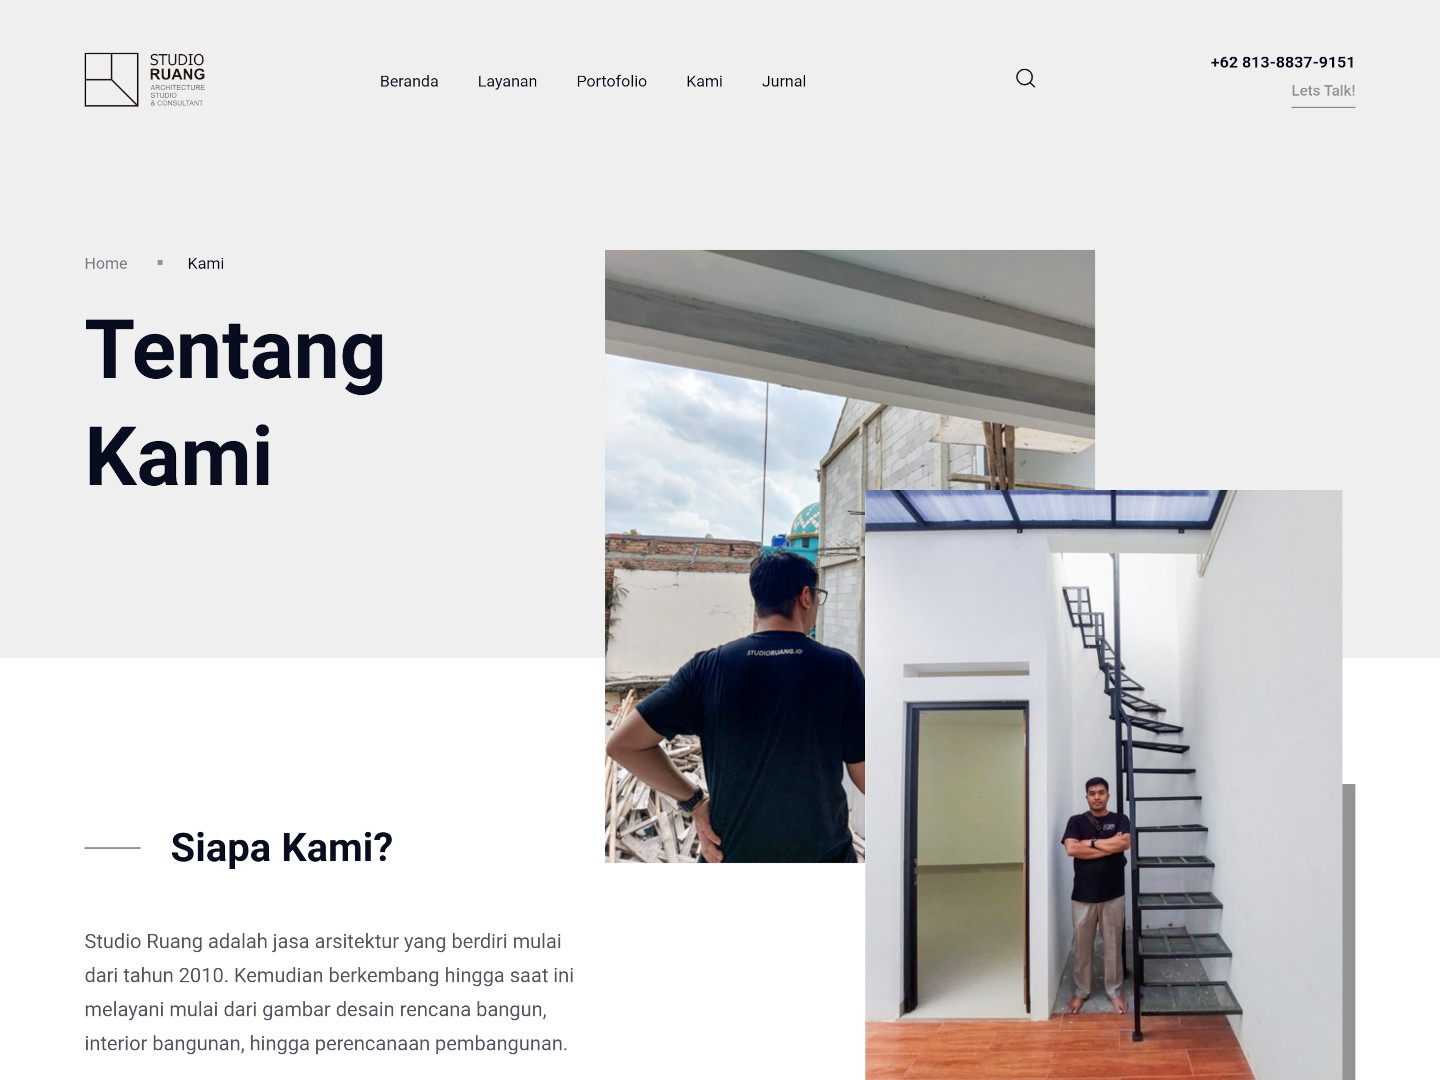 STUDIO
RUANG
ARCHITECTURE
STUDIO
& CONSULTANT
Beranda
Layanan
Portofolio
Kami
Jurnal
+62 813-8837-9151
Lets Talk!
Home
Kami
Tentang
Kami
STUDIORUANG.ID
Siapa Kami?
Studio Ruang adalah jasa arsitektur yang berdiri mulai
dari tahun 2010. Kemudian berkembang hingga saat ini
melayani mulai dari gambar desain rencana bangun,
interior bangunan, hingga perencanaan pembangunan.